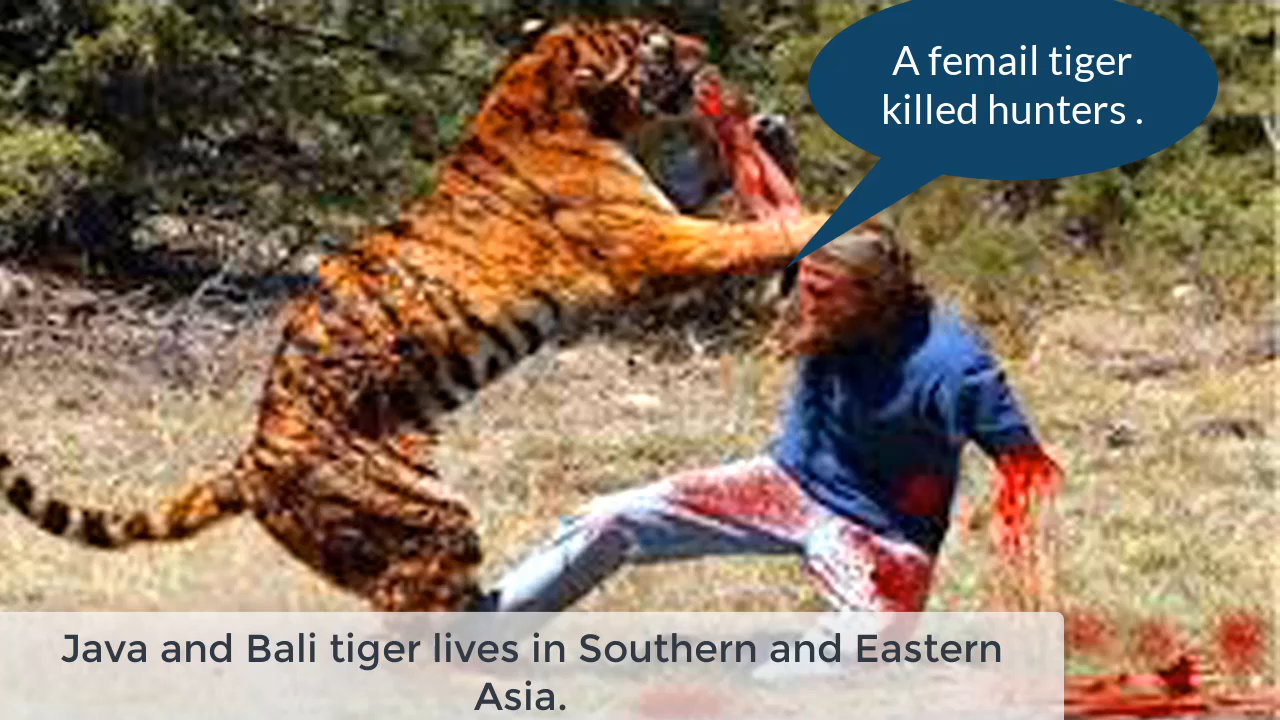 A femail tiger
killed hunters .
Java and Bali tiger lives in Southern and Eastern
Asia.